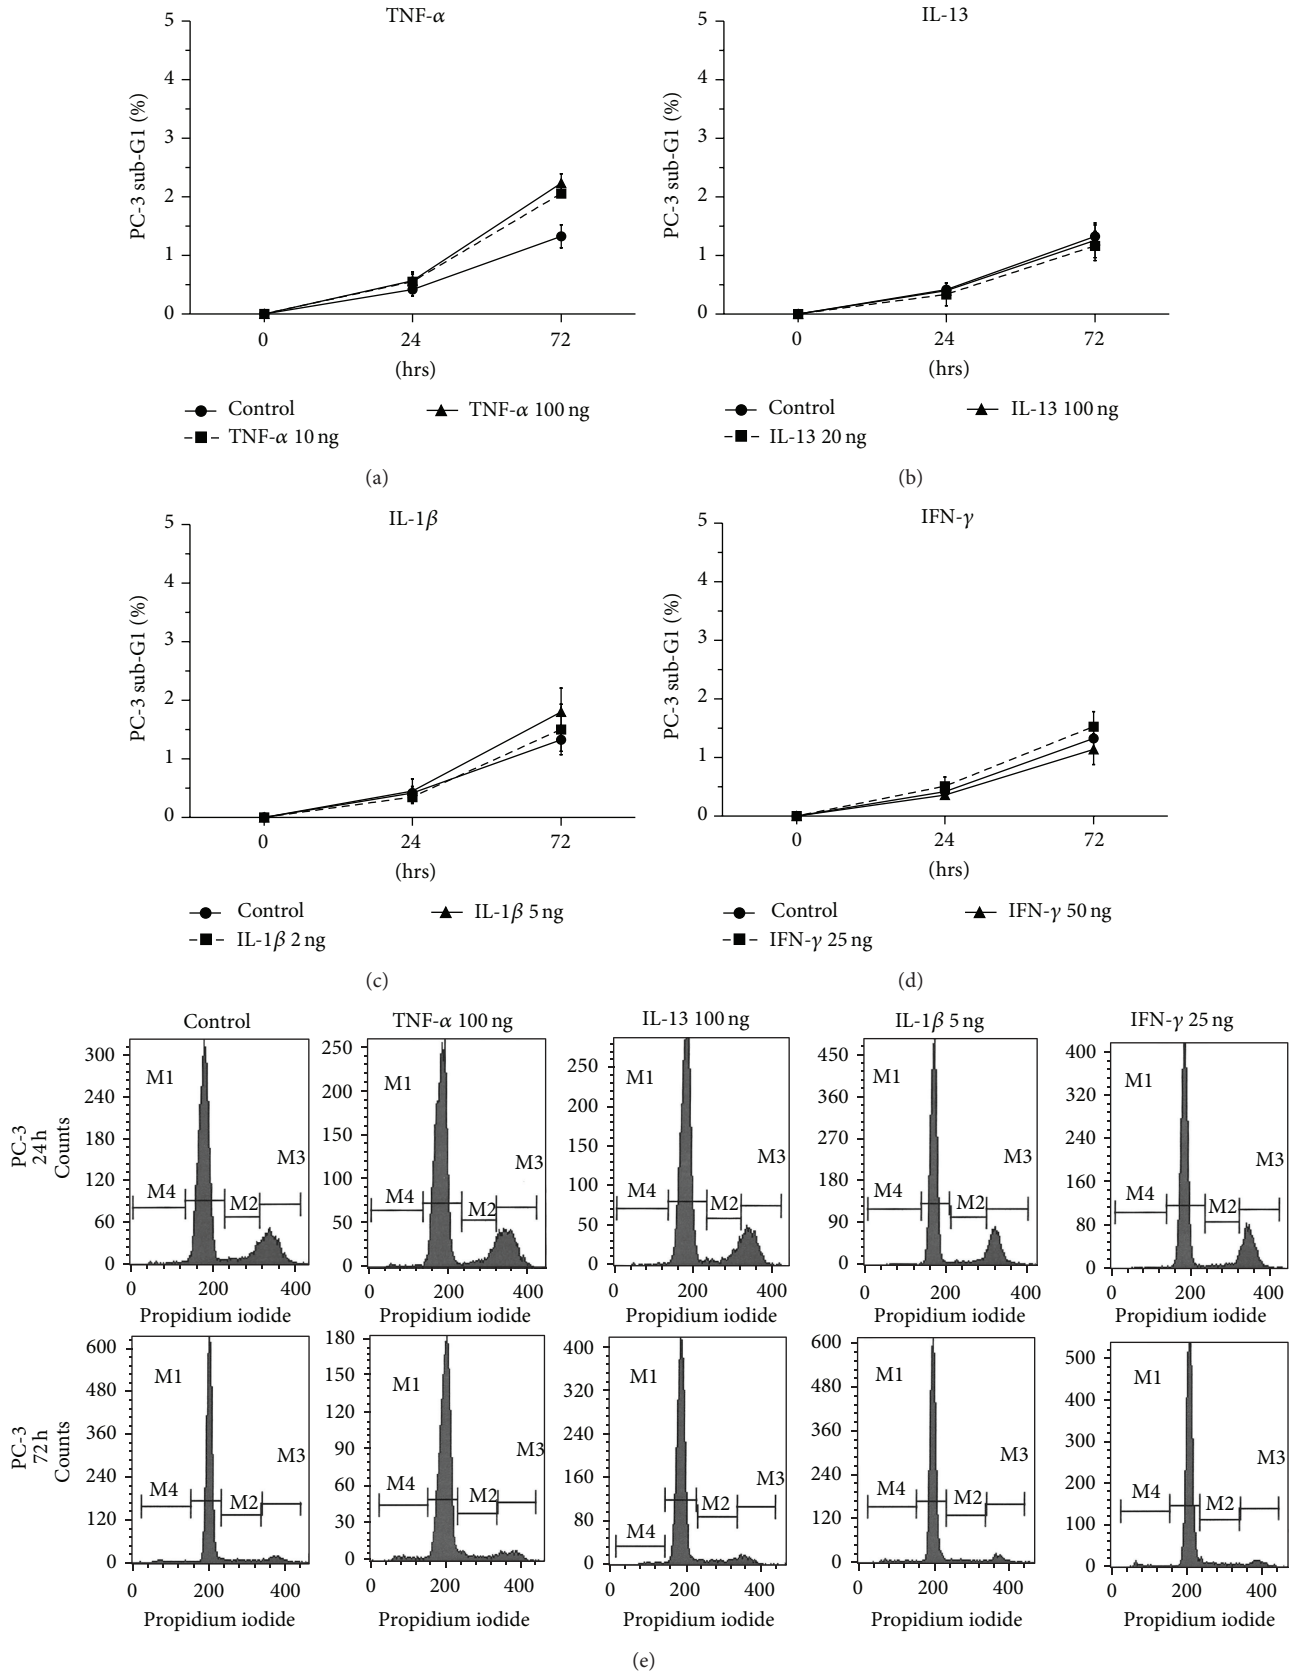 TNF-α
5
4
3
2
1
0
PC-3 sub-G1 (%)
0 24 72
(hrs)
Control
TNF-α 10 ng
TNF-α 100 ng
(a)
IL-13
5
4
3
2
1
0
PC-3 sub-G1 (%)
0 24 72
(hrs)
Control
IL-13 20 ng
IL-13 100 ng
(b)
IL-1β
5
4
3
2
1
0
PC-3 sub-G1 (%)
0 24 72
(hrs)
Control
IL-1β 2 ng
IL-1β 5 ng
(c)
IFN-γ
5
4
3
2
1
0
PC-3 sub-G1 (%)
0 24 72
(hrs)
Control
IFN-γ 25 ng
IFN-γ 50 ng
(d)
PC-3
24 h
Counts
Control
300
240
180
120
60
0
M1
M3
M4
M2
0 200 400
Propidium iodide
TNF-α 100 ng
250
200
150
100
50
0
M1
M3
M4
M2
0 200 400
Propidium iodide
IL-13 100 ng
250
200
150
100
50
0
M1
M3
M4
M2
0 200 400
Propidium iodide
IL-1β 5 ng
450
360
270
180
90
0
M1
M3
M4
M2
0 200 400
Propidium iodide
IFN-γ 25 ng
400
320
240
160
80
0
M1
M3
M4
M2
0 200 400
Propidium iodide
PC-3
72 h
Counts
600
480
360
240
120
0
M1
M3
M4
M2
0 200 400
Propidium iodide
180
150
120
90
60
30
0
M1
M3
M4
M2
0 200 400
Propidium iodide
400
320
240
160
80
0
M1
M3
M2
M4
0 200 400
Propidium iodide
600
480
360
240
120
0
M1
M3
M4
M2
0 200 400
Propidium iodide
500
400
300
200
100
0
M1
M3
M4
M2
0 200 400
Propidium iodide
(e)